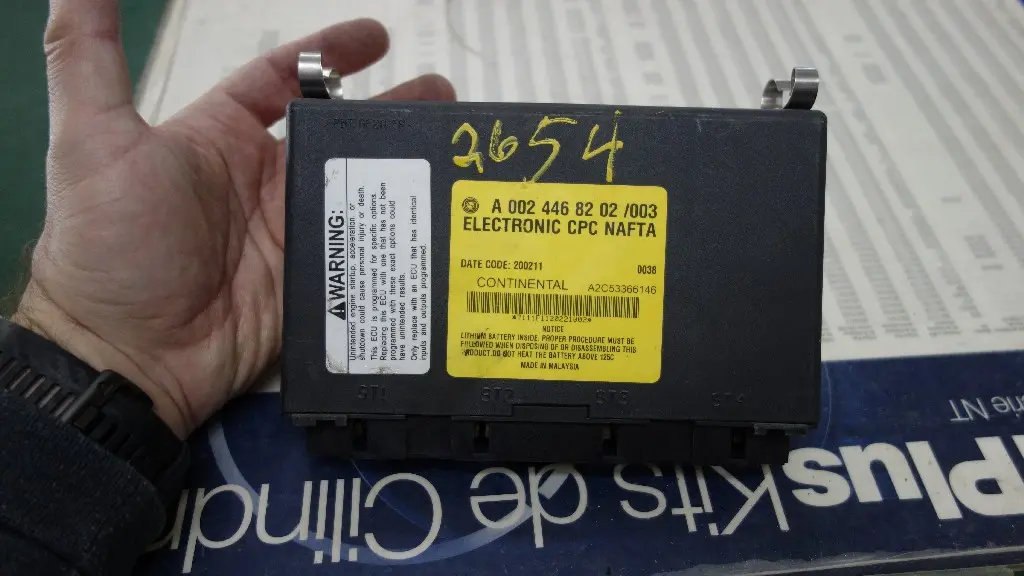 2654
⚠WARNING:
Unintended engine startup, acceleration or
shutdown could cause personal injury or death.
This ECU is programmed for specific options.
Replacing this ECU with one that has not been
programmed with these exact options could
have unintended results.
Only replace with an ECU that has identical
inputs and outputs programmed.
A 002 446 82 02 /003
ELECTRONIC CPC NAFTA
DATE CODE: 200211 0038
CONTINENTAL A2C53366146
NOTICE
LITHIUM BATTERY INSIDE. PROPER PROCEDURE MUST BE
FOLLOWED WHEN DISPOSING OF OR DISASSEMBLING THIS
PRODUCT.DO NOT HEAT THE BATTERY ABOVE 135C
MADE IN MALAYSIA
ST1 ST2 ST3 ST4
Plus Kits de Cilind